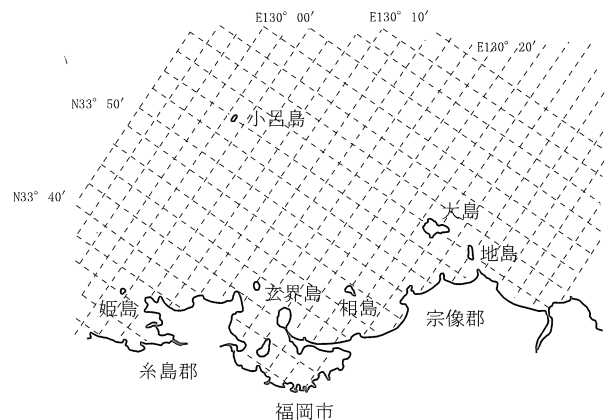 E130° 00′
E130° 10′
E130° 20′
N33° 50′
小呂島
N33° 40′
大島
地島
姫島
玄界島
相島
宗像郡
糸島郡
福岡市